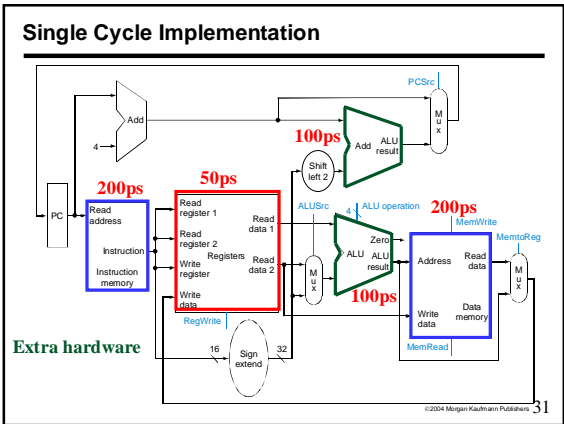 Single Cycle Implementation
PCSrc
M
u
x
Add
4
100ps
Add
ALU
result
Shift
left 2
200ps
50ps
PC
Read
address
Instruction
Instruction
memory
Read
register 1
Read
register 2
Write
register
Write
data
Registers
Read
data 1
Read
data 2
RegWrite
ALUSrc
M
u
x
4
ALU operation
Zero
ALU
ALU
result
100ps
200ps
MemWrite
Address
Read
data
Write
data
Data
memory
MemRead
MemtoReg
M
u
x
Extra hardware
16
Sign
extend
32
©2004 Morgan Kaufmann Publishers 31